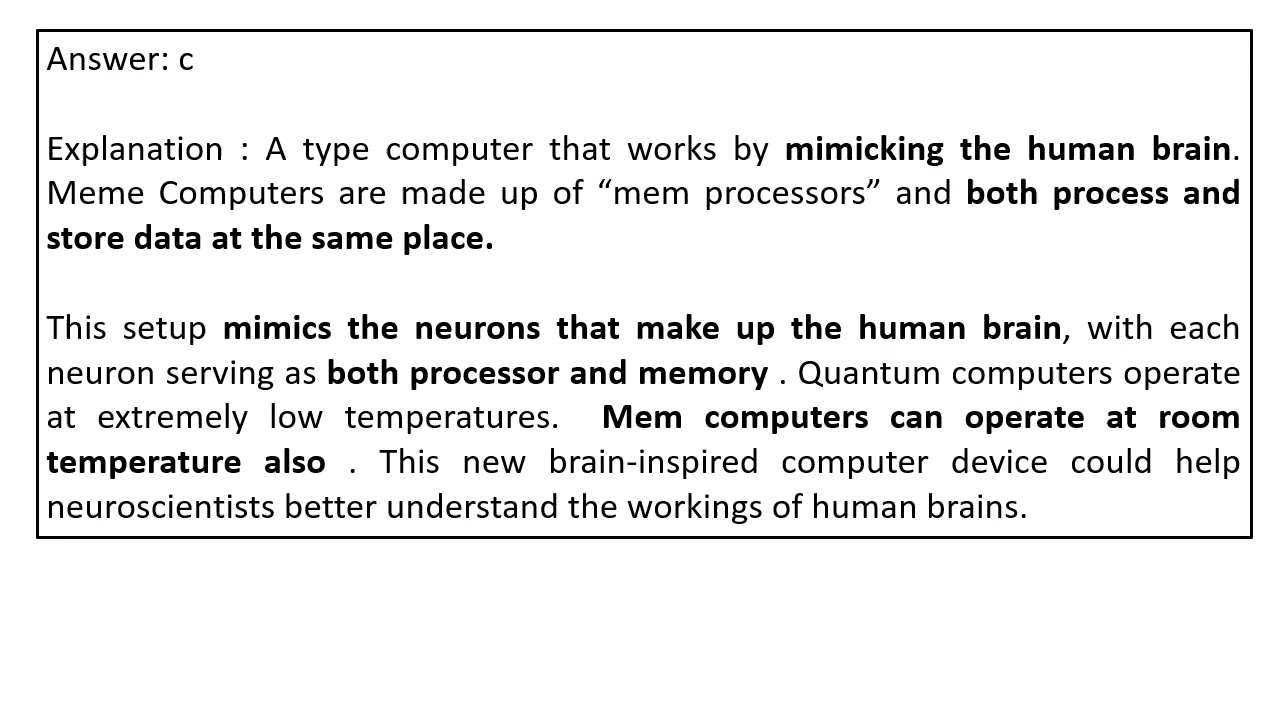 Answer: c
Explanation : A type computer that works by mimicking the human brain.
Meme Computers are made up of “mem processors” and both process and
store data at the same place.
This setup mimics the neurons that make up the human brain, with each
neuron serving as both processor and memory . Quantum computers operate
at extremely low temperatures. Mem computers can operate at room
temperature also . This new brain-inspired computer device could help
neuroscientists better understand the workings of human brains.